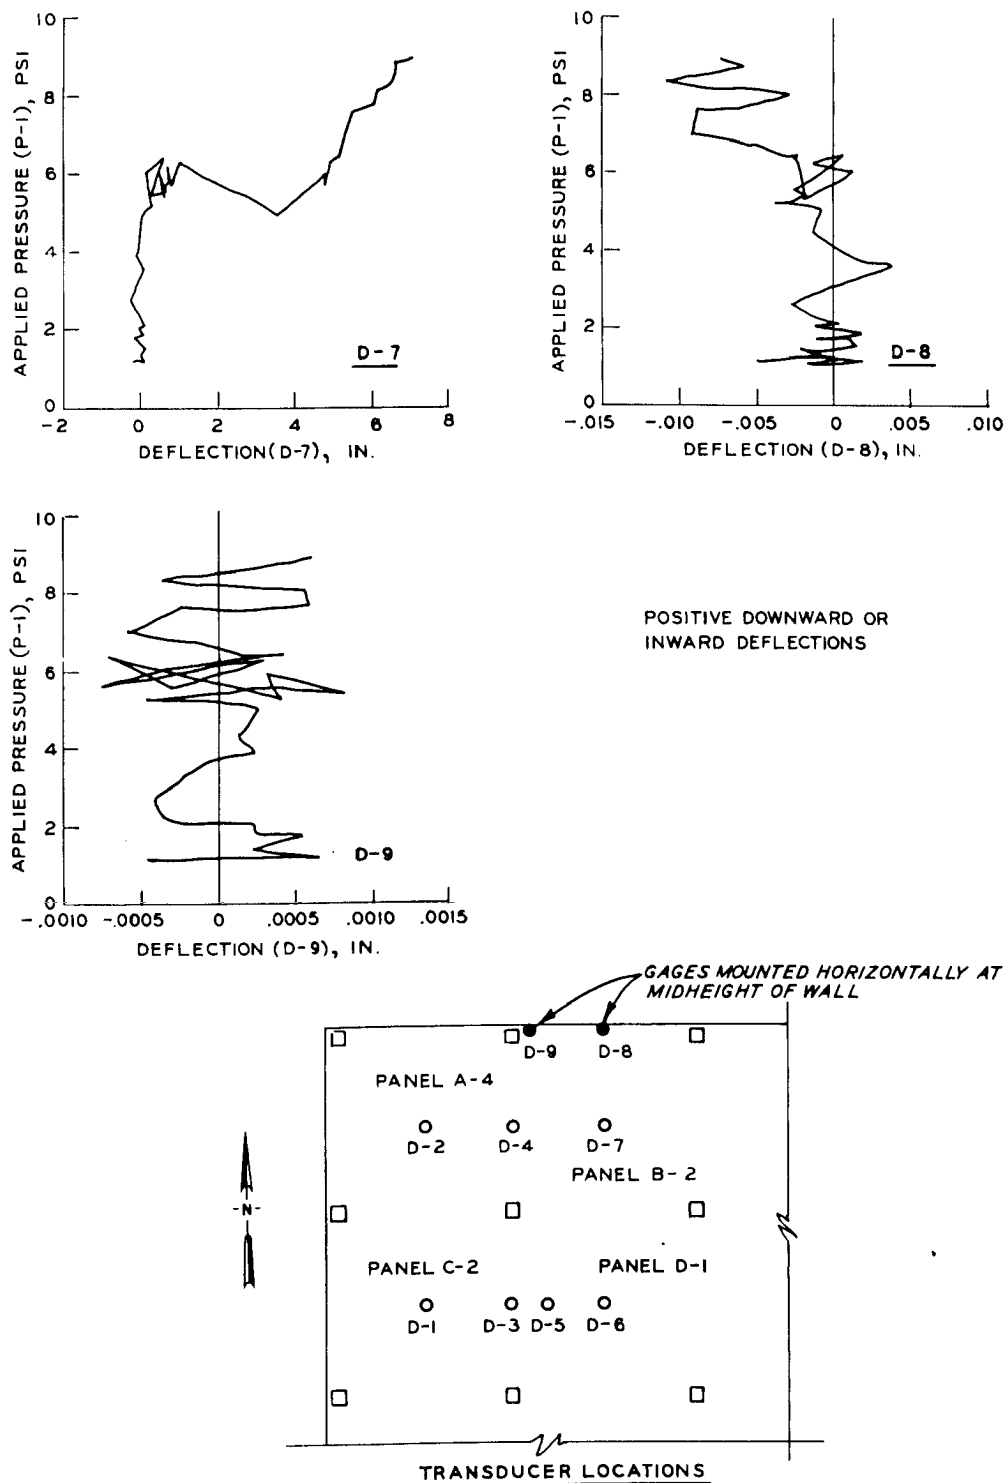 10
8
6
4
2
0
APPLIED PRESSURE (P-1), PSI
-2 0 2 4 6 8
DEFLECTION(D-7), IN.
D-7
10
8
6
4
2
0
APPLIED PRESSURE (P-1), PSI
-.015 -.010 -.005 0 .005 .010
DEFLECTION (D-8), IN.
D-8
10
8
6
4
2
0
APPLIED PRESSURE (P-1), PSI
-.0010 -.0005 0 .0005 .0010 .0015
DEFLECTION (D-9), IN.
D-9
POSITIVE DOWNWARD OR
INWARD DEFLECTIONS
GAGES MOUNTED HORIZONTALLY AT
MIDHEIGHT OF WALL
D-9 D-8
PANEL A-4
D-2 D-4 D-7
PANEL B-2
-N-
PANEL C-2 PANEL D-1
D-1 D-3 D-5 D-6
TRANSDUCER LOCATIONS